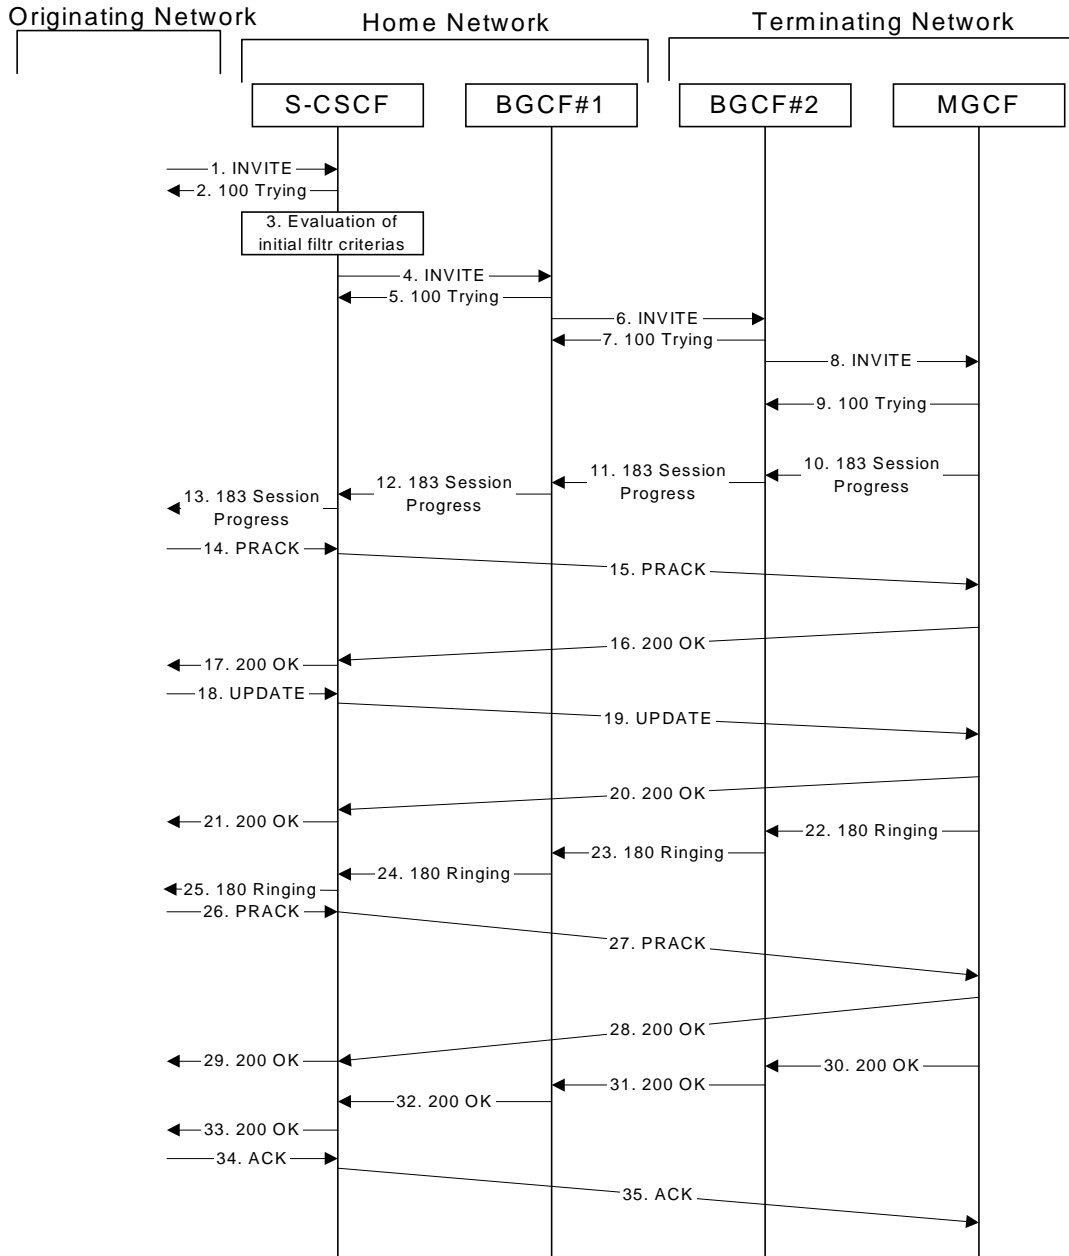 Originating Network
Home Network
Terminating Network
S-CSCF
BGCF#1
BGCF#2
MGCF
1. INVITE
2. 100 Trying
3. Evaluation of
initial filtr criterias
4. INVITE
5. 100 Trying
6. INVITE
7. 100 Trying
8. INVITE
9. 100 Trying
10. 183 Session
Progress
11. 183 Session
Progress
12. 183 Session
Progress
13. 183 Session
Progress
14. PRACK
15. PRACK
16. 200 OK
17. 200 OK
18. UPDATE
19. UPDATE
20. 200 OK
21. 200 OK
22. 180 Ringing
23. 180 Ringing
24. 180 Ringing
25. 180 Ringing
26. PRACK
27. PRACK
28. 200 OK
29. 200 OK
30. 200 OK
31. 200 OK
32. 200 OK
33. 200 OK
34. ACK
35. ACK